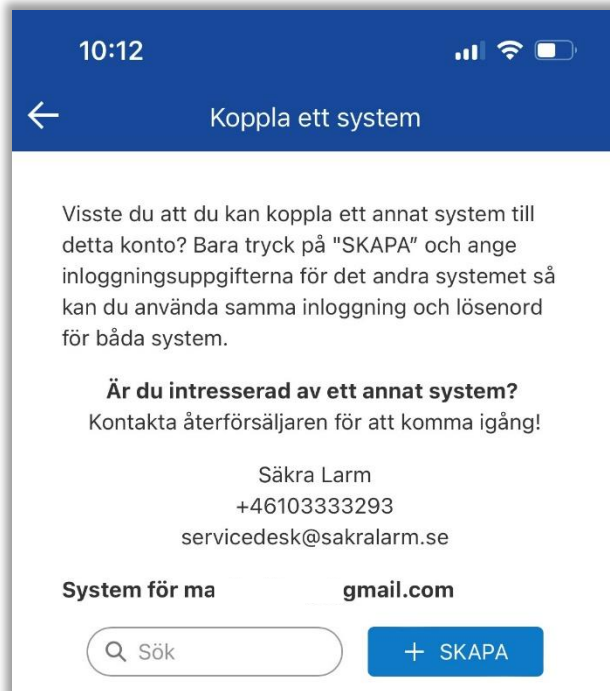 10:12
Koppla ett system
Visste du att du kan koppla ett annat system till
detta konto? Bara tryck på "SKAPA” och ange
inloggningsuppgifterna för det andra systemet så
kan du använda samma inloggning och lösenord
för båda system.
Är du intresserad av ett annat system?
Kontakta återförsäljaren för att komma igång!
Säkra Larm
+46103333293
servicedesk@sakralarm.se
System för ma gmail.com
Sök
+ SKAPA